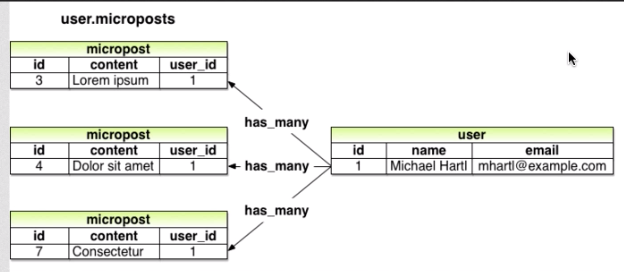 user.microposts
micropost
id content user_id
3 Lorem ipsum 1
has_many
micropost
id content user_id
4 Dolor sit amet 1
has_many
user
id name email
1 Michael Hartl mhartl@example.com
has_many
micropost
id content user_id
7 Consectetur 1